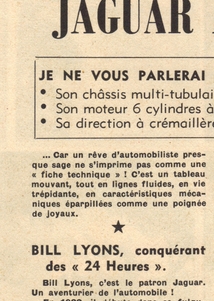 JAGUAR
JE NE VOUS PARLERAI
• Son châssis multi-tubulai
• Son moteur 6 cylindres à
• Sa direction à crémaillèr
... Car un rêve d'automobiliste pres-
que sage ne s'imprime pas comme une
« fiche technique » ! C'est un tableau
mouvant, tout en lignes fluides, en vie
trépidante, en caractéristiques méca-
niques éparpillées comme une poignée
de joyaux.
BILL LYONS, conquérant
des « 24 Heures ».
Bill Lyons, c'est le patron Jaguar.
Un aventurier de l'automobile !